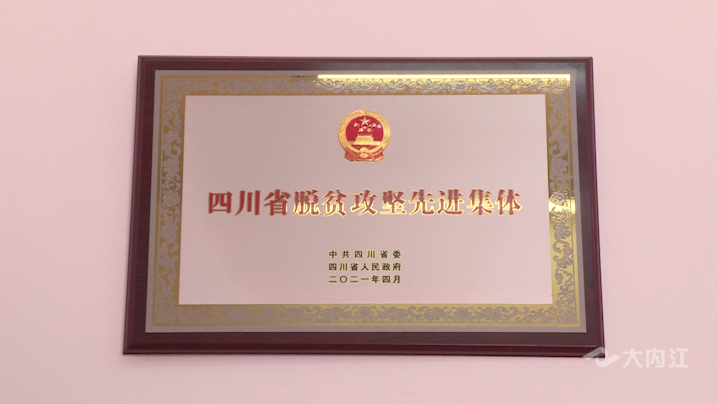 四川省脱贫攻坚先进集体
中共四川省委
四川省人民政府
二〇二一年四月
大内江